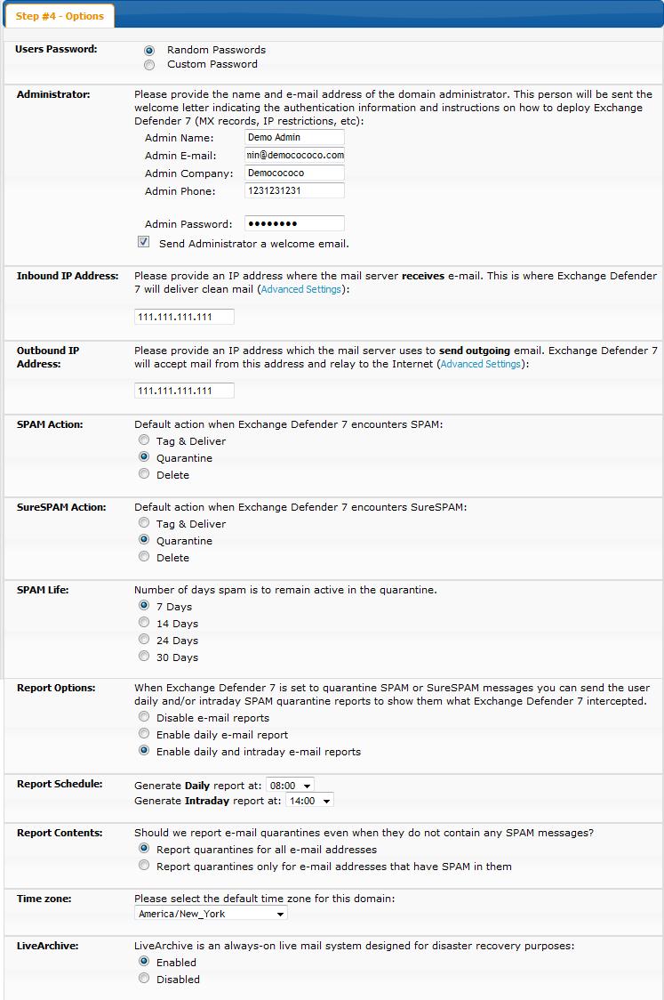 Step #4 - Options
Users Password:
Random Passwords
Custom Password
Administrator:
Please provide the name and e-mail address of the domain administrator. This person will be sent the
welcome letter indicating the authentication information and instructions on how to deploy Exchange
Defender 7 (MX records, IP restrictions, etc):
Admin Name: Demo Admin
Admin E-mail: nin@democococo.com
Admin Company: Democococo
Admin Phone: 1231231231
Admin Password: ••••••••
Send Administrator a welcome email.
Inbound IP Address:
Please provide an IP address where the mail server receives e-mail. This is where Exchange Defender
7 will deliver clean mail (Advanced Settings):
111.111.111.111
Outbound IP
Address:
Please provide an IP address which the mail server uses to send outgoing email. Exchange Defender 7
will accept mail from this address and relay to the Internet (Advanced Settings):
111.111.111.111
SPAM Action:
Default action when Exchange Defender 7 encounters SPAM:
Tag & Deliver
Quarantine
Delete
SureSPAM Action:
Default action when Exchange Defender 7 encounters SureSPAM:
Tag & Deliver
Quarantine
Delete
SPAM Life:
Number of days spam is to remain active in the quarantine.
7 Days
14 Days
24 Days
30 Days
Report Options:
When Exchange Defender 7 is set to quarantine SPAM or SureSPAM messages you can send the user
daily and/or intraday SPAM quarantine reports to show them what Exchange Defender 7 intercepted.
Disable e-mail reports
Enable daily e-mail report
Enable daily and intraday e-mail reports
Report Schedule:
Generate Daily report at: 08:00
Generate Intraday report at: 14:00
Report Contents:
Should we report e-mail quarantines even when they do not contain any SPAM messages?
Report quarantines for all e-mail addresses
Report quarantines only for e-mail addresses that have SPAM in them
Time zone:
Please select the default time zone for this domain:
America/New_York
LiveArchive:
LiveArchive is an always-on live mail system designed for disaster recovery purposes:
Enabled
Disabled